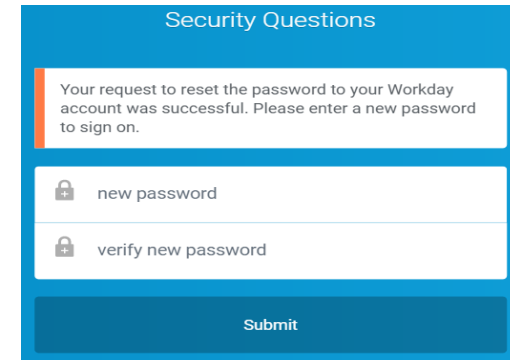 Security Questions
Your request to reset the password to your Workday
account was successful. Please enter a new password
to sign on.
new password
verify new password
Submit